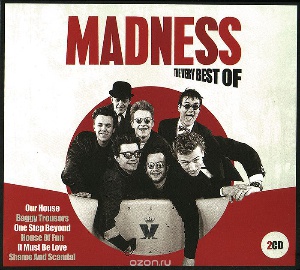 MADNESS
THE VERY BEST OF
Our House
Baggy Trousers
One Step Beyond
House Of Fun
It Must Be Love
Shame And Scandal
2CD
ozon.ru